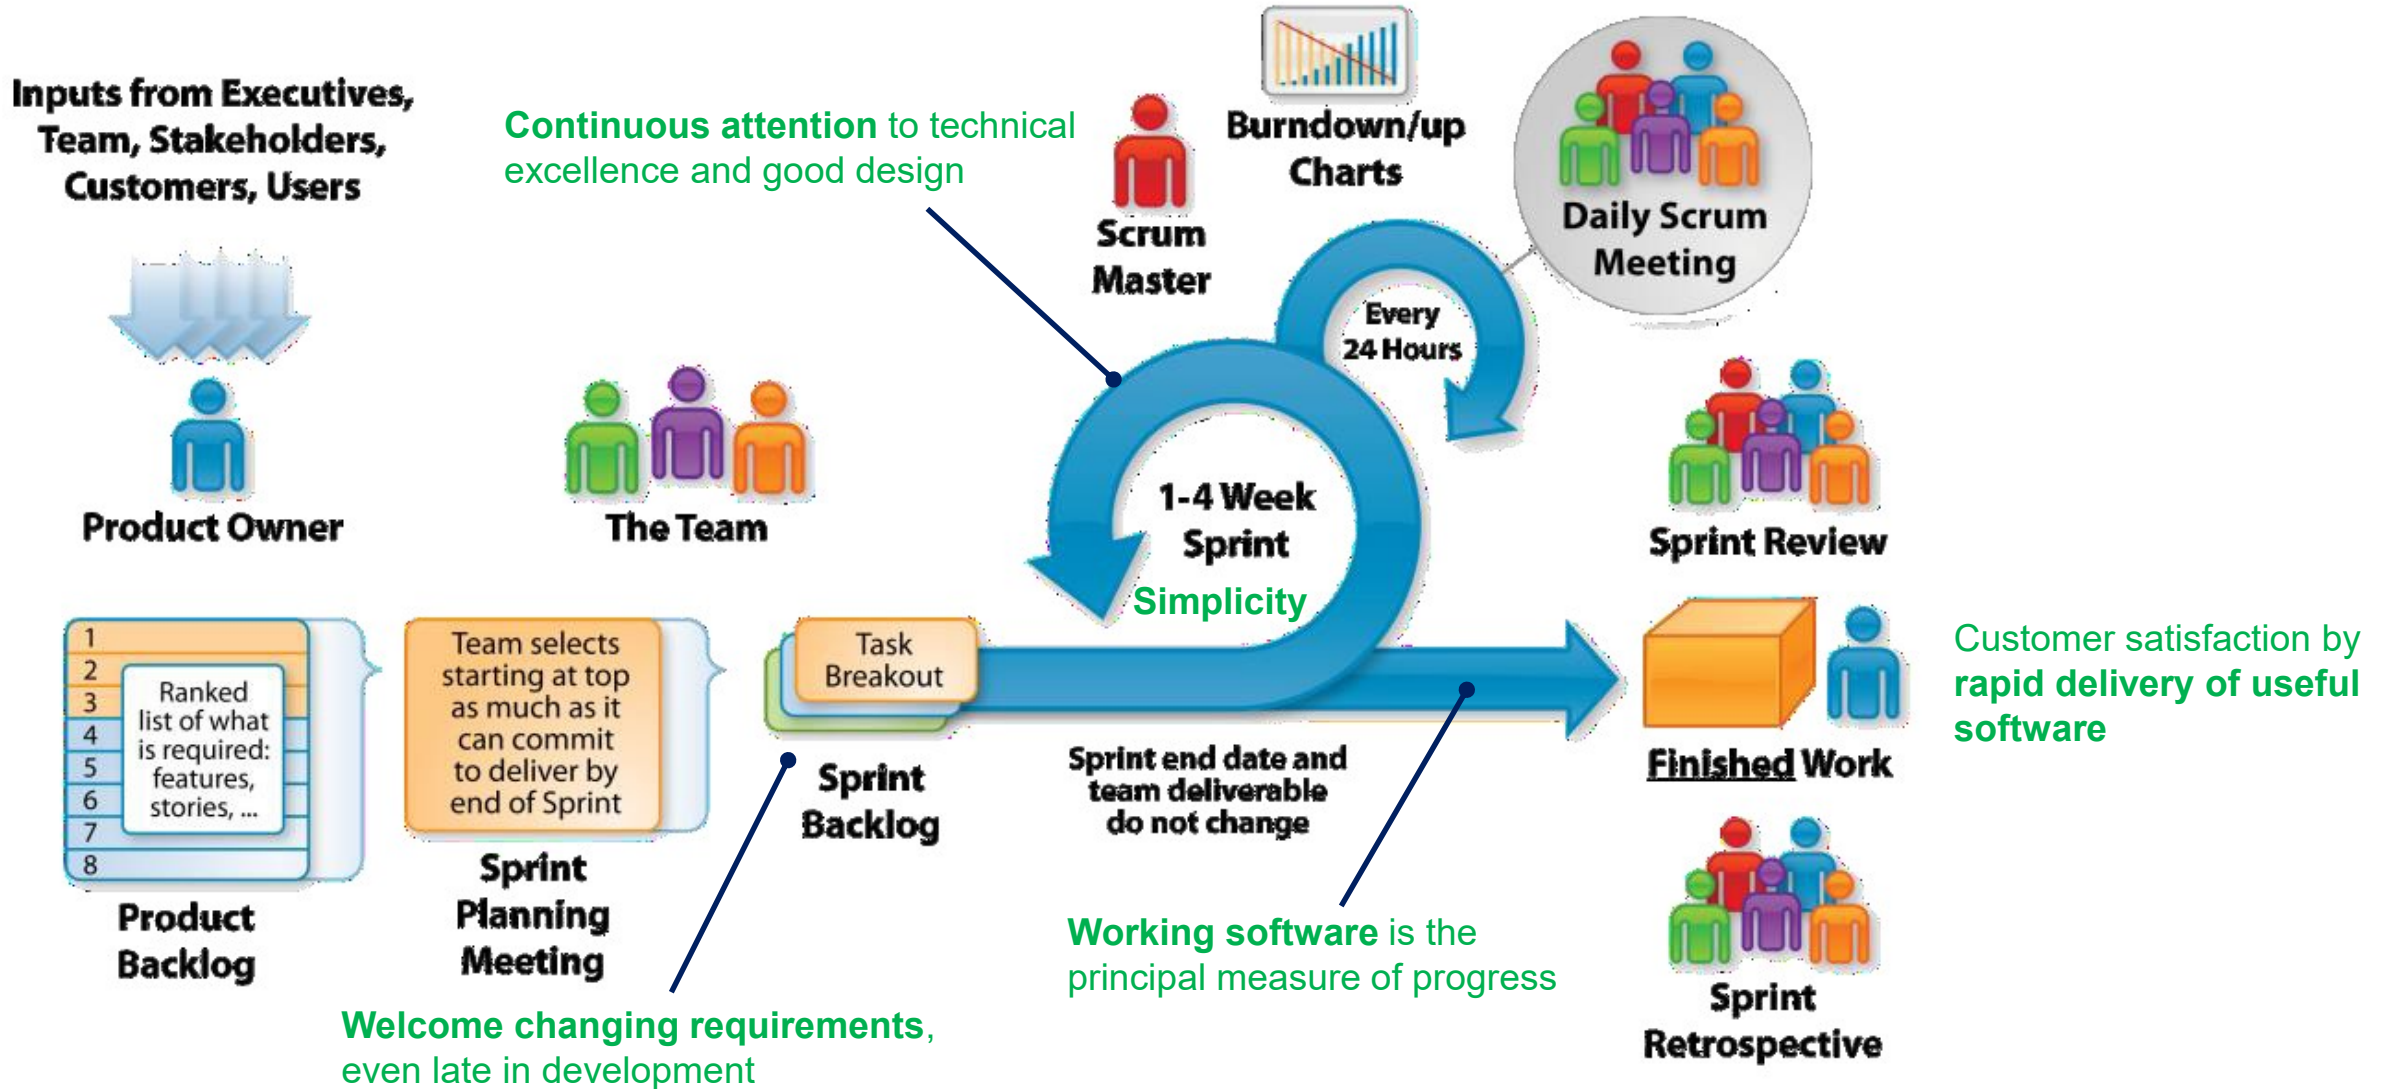 Inputs from Executives,
Team, Stakeholders,
Customers, Users
Product Owner
Continuous attention to technical
excellence and good design
The Team
Scrum
Master
Burndown/up
Charts
Daily Scrum
Meeting
Every
24 Hours
1-4 Week
Sprint
Simplicity
Sprint Review
1
2
3
4
5
6
7
8
Ranked
list of what
is required:
features,
stories, ...
Product
Backlog
Team selects
starting at top
as much as it
can commit
to deliver by
end of Sprint
Sprint
Planning
Meeting
Task
Breakout
Sprint
Backlog
Sprint end date and
team deliverable
do not change
Finished Work
Customer satisfaction by
rapid delivery of useful
software
Welcome changing requirements,
even late in development
Working software is the
principal measure of progress
Sprint
Retrospective